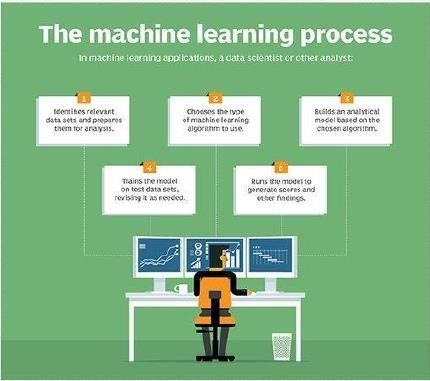 The machine learning process
In machine learning applications, a data scientist or other analyst:
1
Identifies relevant
data sets and prepares
them for analysis.
2
Chooses the type
of machine learning
algorithm to use.
3
Builds an analytical
model based on the
chosen algorithm.
4
Trains the model
on test data sets,
revising it as needed.
5
Runs the model to
generate scores and
other findings.